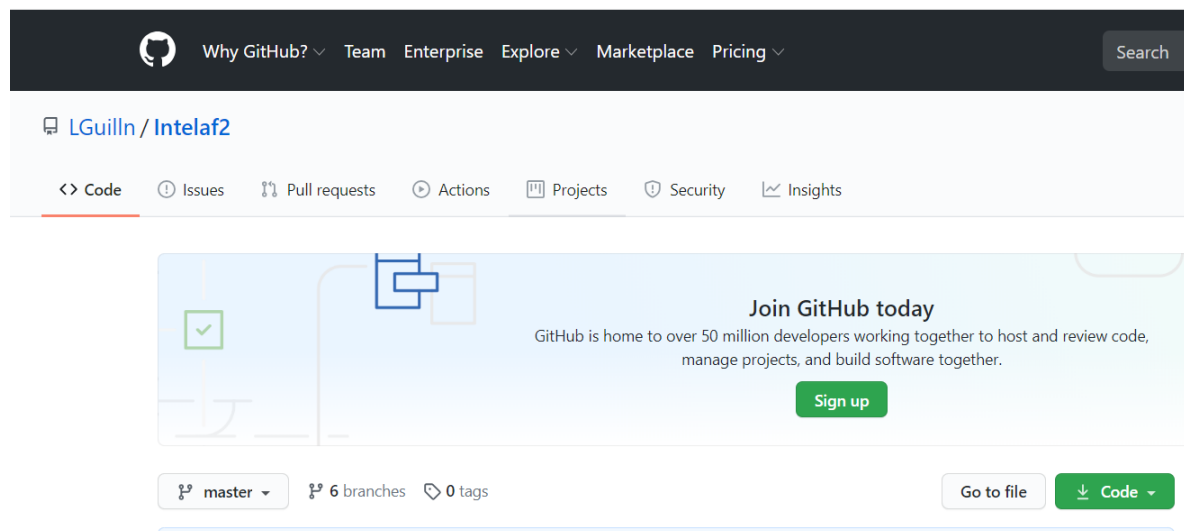 Why GitHub? Team Enterprise Explore Marketplace Pricing Search
LGuilln / Intelaf2
<> Code Issues Pull requests Actions Projects Security Insights
Join GitHub today
GitHub is home to over 50 million developers working together to host and review code,
manage projects, and build software together.
Sign up
master 6 branches 0 tags Go to file Code